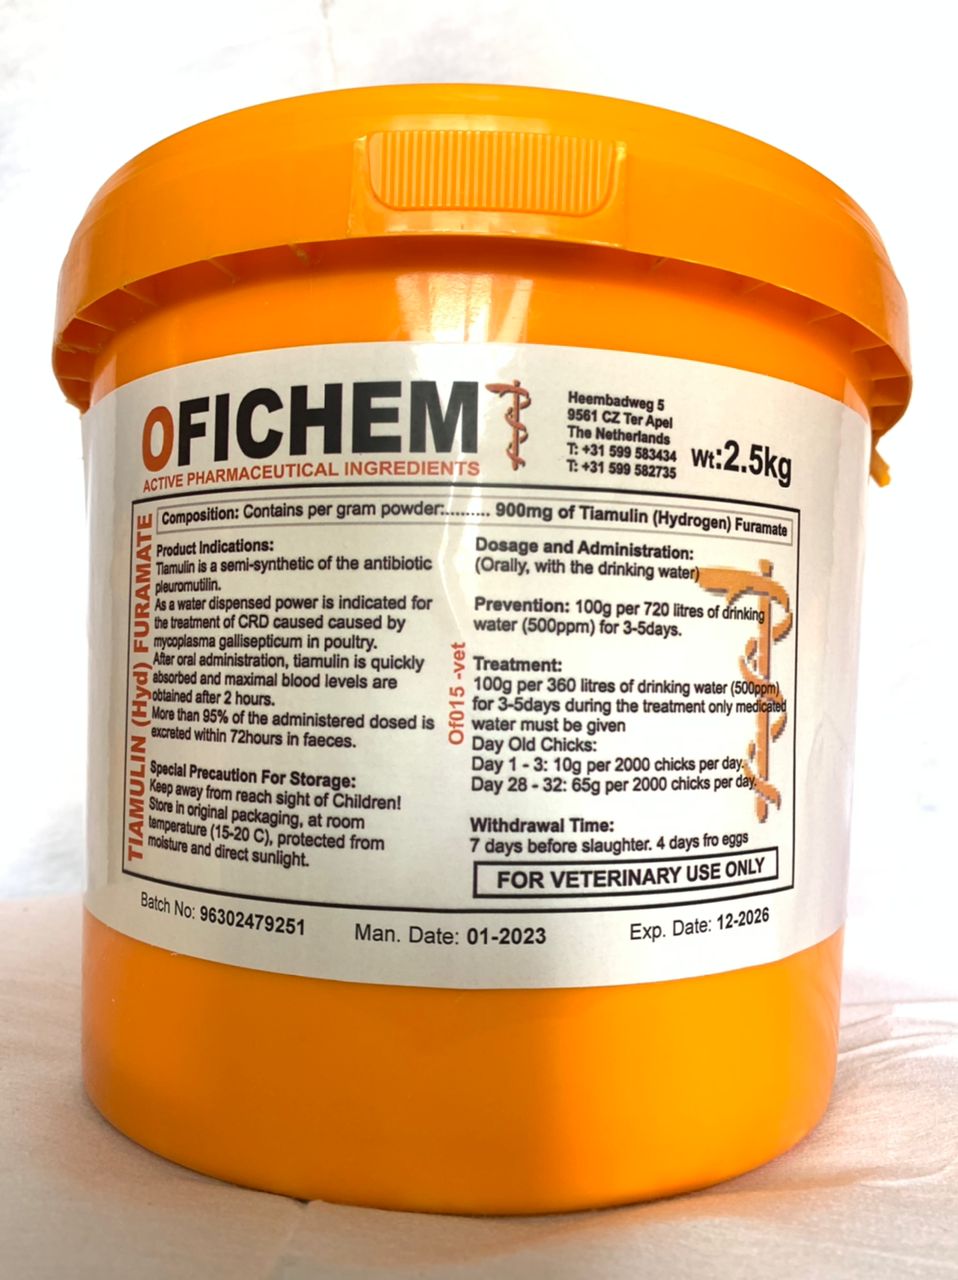 OFICHEM
ACTIVE PHARMACEUTICAL INGREDIENTS
Heembadweg 5
9561 CZ Ter Apel
The Netherlands
T: +31 599 583434
T: +31 599 582735
Wt:2.5kg
TIAMULIN (Hyd) FURAMATE
Composition: Contains per gram powder:......... 900mg of Tiamulin (Hydrogen) Furamate
Product Indications:
Tiamulin is a semi-synthetic of the antibiotic
pleuromutilin.
As a water dispensed power is indicated for
the treatment of CRD caused caused by
mycoplasma gallisepticum in poultry.
After oral administration, tiamulin is quickly
absorbed and maximal blood levels are
obtained after 2 hours.
More than 95% of the administered dosed is
excreted within 72hours in faeces.
Special Precaution For Storage:
Keep away from reach sight of Children!
Store in original packaging, at room
temperature (15-20 C), protected from
moisture and direct sunlight.
Of015 -vet
Dosage and Administration:
(Orally, with the drinking water)
Prevention: 100g per 720 litres of drinking
water (500ppm) for 3-5days.
Treatment:
100g per 360 litres of drinking water (500ppm)
for 3-5days during the treatment only medicated
water must be given
Day Old Chicks:
Day 1 - 3: 10g per 2000 chicks per day.
Day 28 - 32: 65g per 2000 chicks per day.
Withdrawal Time:
7 days before slaughter. 4 days fro eggs
FOR VETERINARY USE ONLY
Batch No: 96302479251
Man. Date: 01-2023
Exp. Date: 12-2026